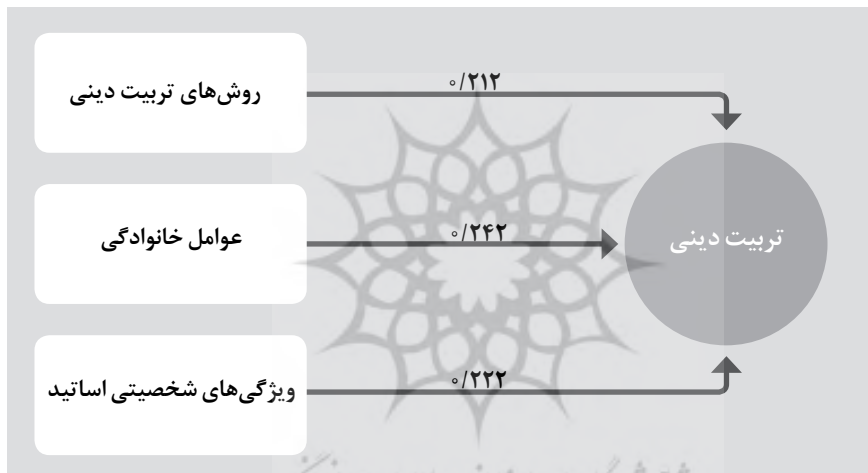 روش‌های تربیت دینی
۰/۲۱۲
عوامل خانوادگی
۰/۲۴۲
تربیت دینی
ویژگی‌های شخصیتی اساتید
۰/۲۲۲